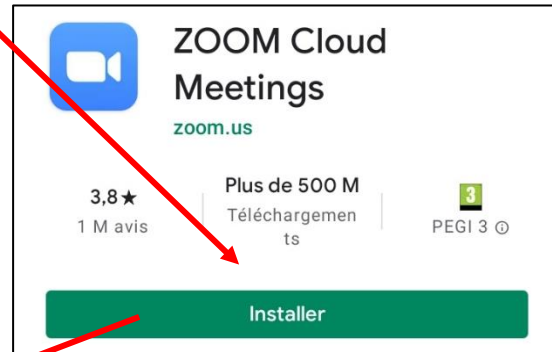 ZOOM Cloud
Meetings
zoom.us
3,8★
1 M avis
Plus de 500 M
Téléchargemen
ts
3
PEGI 3 ⓘ
Installer